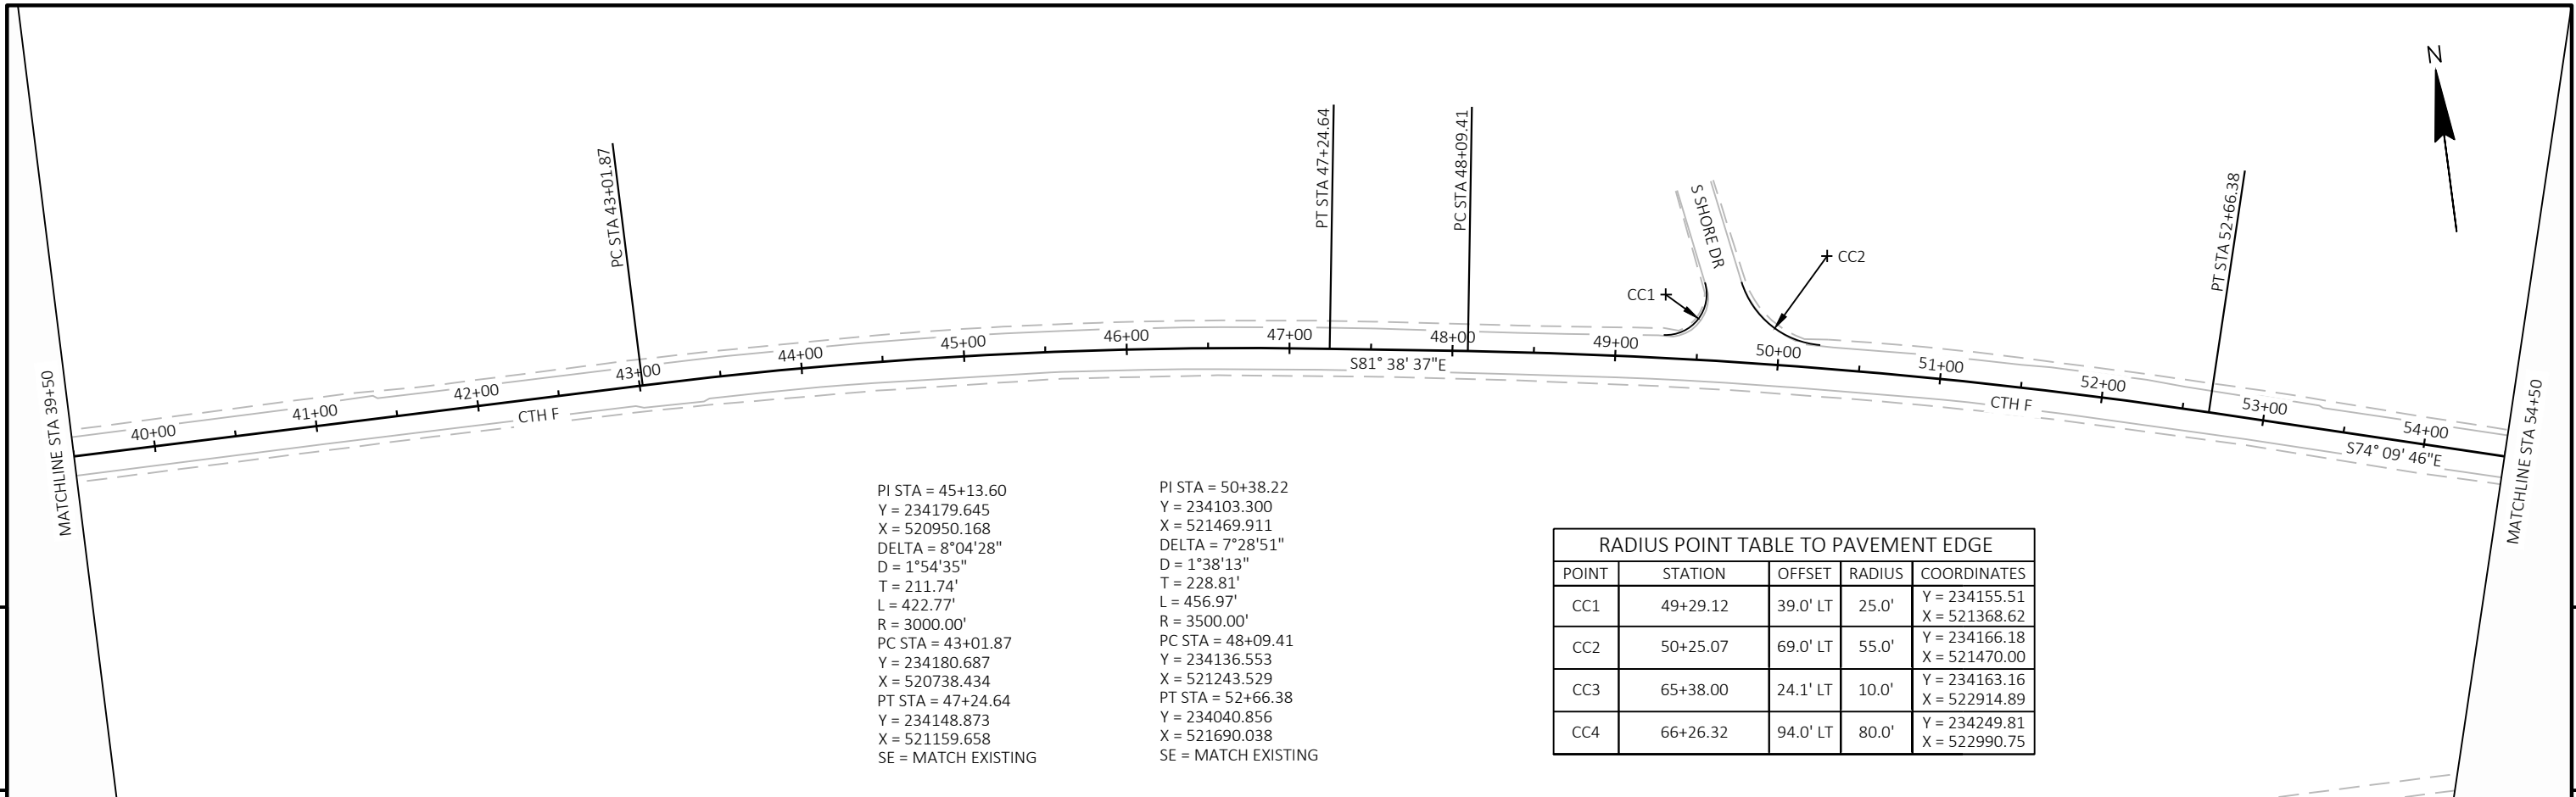 N
PC STA 43+01.87
PT STA 47+24.64
PC STA 48+09.41
S SHORE DR
CC1
CC2
PT STA 52+66.38
MATCHLINE STA 39+50
40+00
41+00
42+00
43+00
44+00
45+00
46+00
47+00
48+00
49+00
50+00
51+00
52+00
53+00
54+00
CTH F
S81° 38' 37"E
CTH F
S74° 09' 46"E
MATCHLINE STA 54+50
PI STA = 45+13.60
Y = 234179.645
X = 520950.168
DELTA = 8°04'28"
D = 1°54'35"
T = 211.74'
L = 422.77'
R = 3000.00'
PC STA = 43+01.87
Y = 234180.687
X = 520738.434
PT STA = 47+24.64
Y = 234148.873
X = 521159.658
SE = MATCH EXISTING
PI STA = 50+38.22
Y = 234103.300
X = 521469.911
DELTA = 7°28'51"
D = 1°38'13"
T = 228.81'
L = 456.97'
R = 3500.00'
PC STA = 48+09.41
Y = 234136.553
X = 521243.529
PT STA = 52+66.38
Y = 234040.856
X = 521690.038
SE = MATCH EXISTING
RADIUS POINT TABLE TO PAVEMENT EDGE
POINT STATION OFFSET RADIUS COORDINATES
CC1 49+29.12 39.0' LT 25.0' Y = 234155.51
X = 521368.62
CC2 50+25.07 69.0' LT 55.0' Y = 234166.18
X = 521470.00
CC3 65+38.00 24.1' LT 10.0' Y = 234163.16
X = 522914.89
CC4 66+26.32 94.0' LT 80.0' Y = 234249.81
X = 522990.75